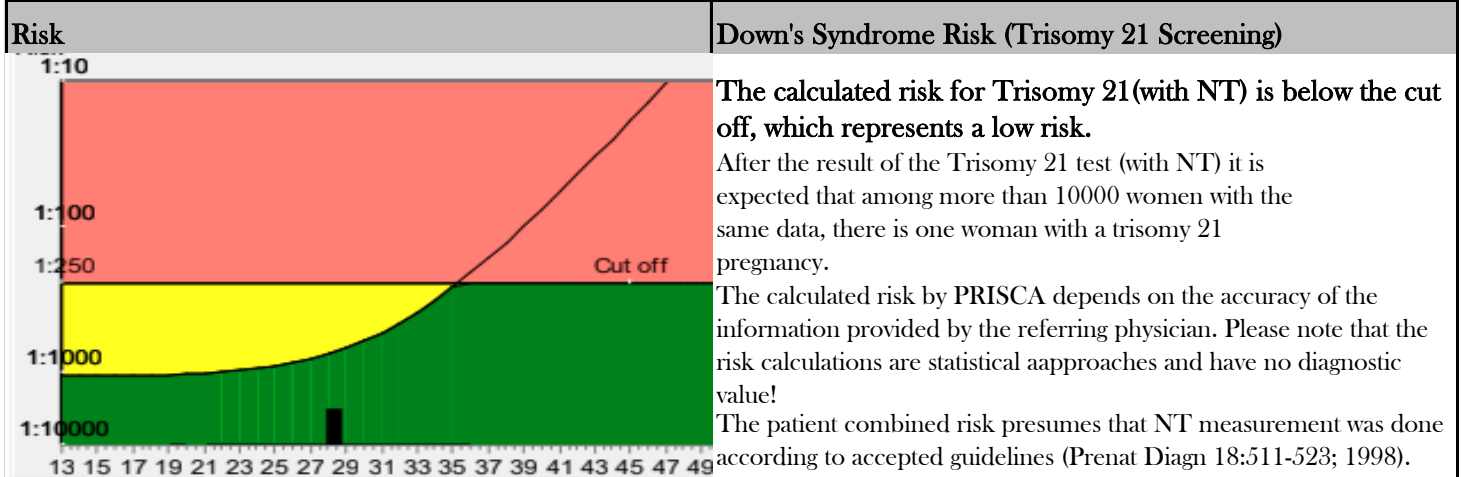 Risk
Down's Syndrome Risk (Trisomy 21 Screening)
1:10
1:100
1:250
Cut off
1:1000
1:10000
13 15 17 19 21 23 25 27 29 31 33 35 37 39 41 43 45 47 49
The calculated risk for Trisomy 21(with NT) is below the cut
off, which represents a low risk.
After the result of the Trisomy 21 test (with NT) it is
expected that among more than 10000 women with the
same data, there is one woman with a trisomy 21
pregnancy.
The calculated risk by PRISCA depends on the accuracy of the
information provided by the referring physician. Please note that the
risk calculations are statistical aapproaches and have no diagnostic
value!
The patient combined risk presumes that NT measurement was done
according to accepted guidelines (Prenat Diagn 18:511-523; 1998).